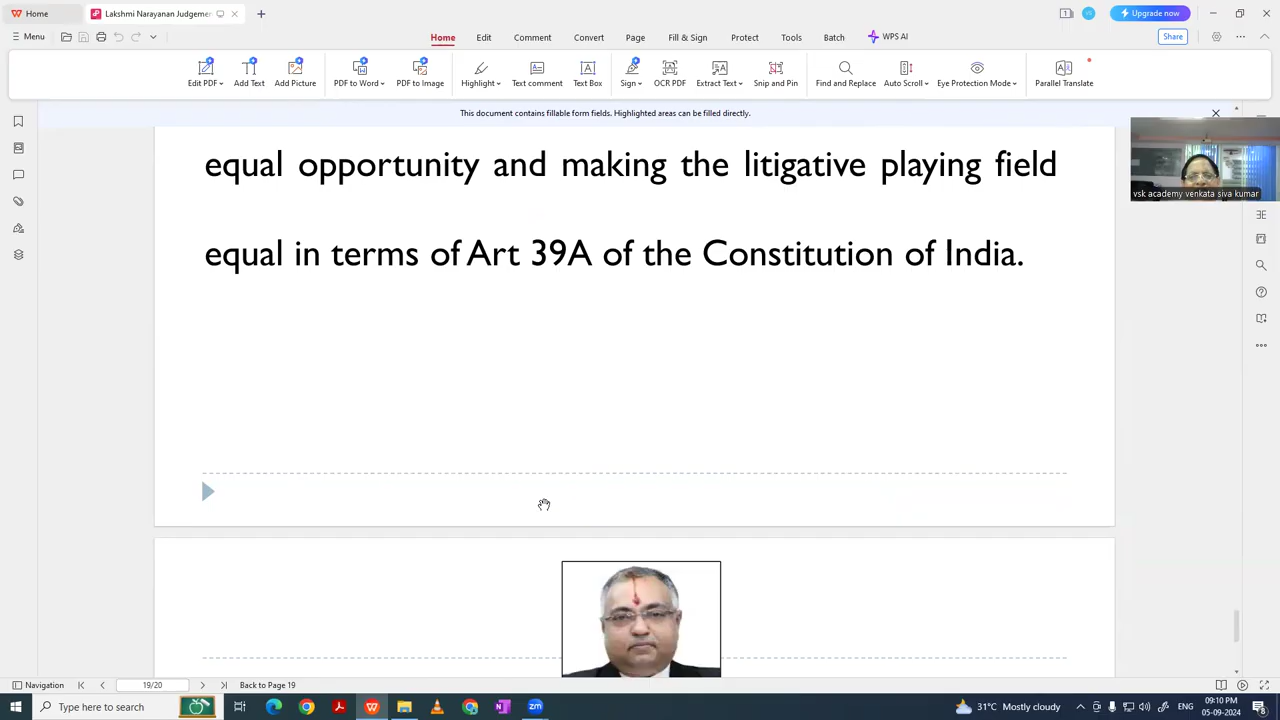 Home
Lakshmi Narayanan Judgemen
Upgrade now
Menu
Home Edit Comment Convert Page Fill & Sign Protect Tools Batch WPS AI
Share
Edit PDF Add Text Add Picture PDF to Word PDF to Image Highlight Text comment Text Box Sign OCR PDF Extract Text Snip and Pin Find and Replace Auto Scroll Eye Protection Mode Parallel Translate
This document contains fillable form fields. Highlighted areas can be filled directly.
equal opportunity and making the litigative playing field
vsk academy venkata siva kumar
equal in terms of Art 39A of the Constitution of India.
Navigation 19/20 Back to Page 19
Type here to search
31°C Mostly cloudy
ENG
09:10 PM
05-09-2024